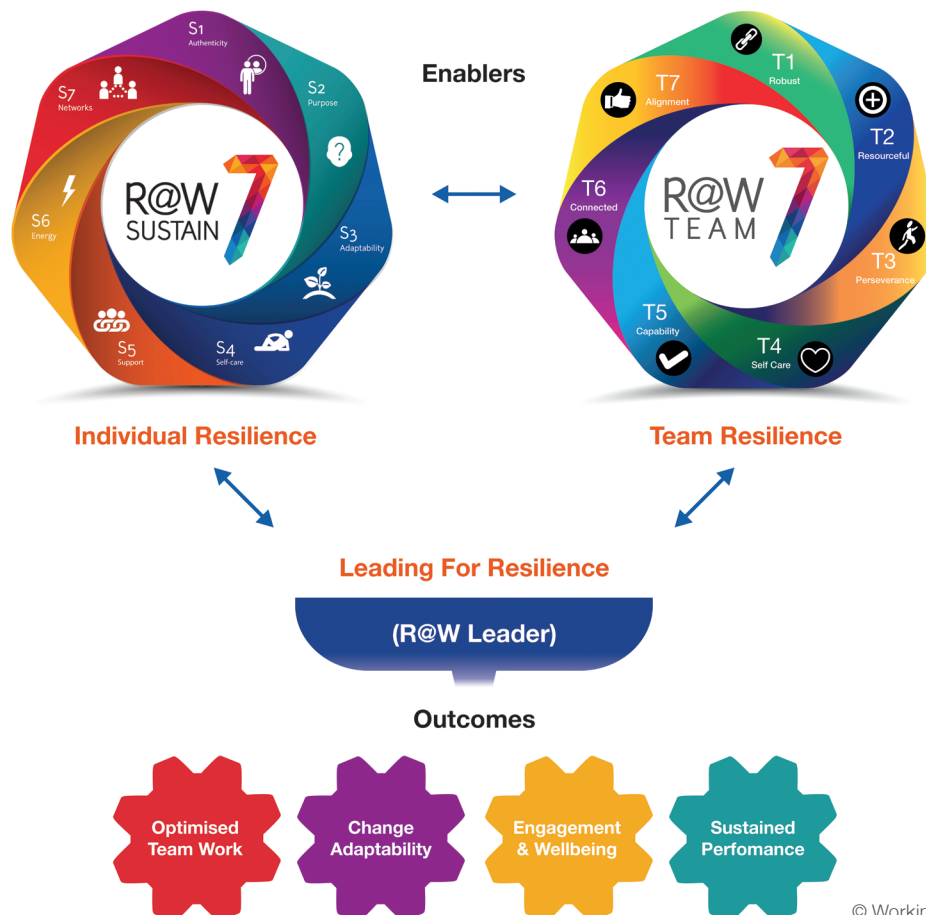 Enablers
S1
Authenticity
S2
Purpose
S3
Adaptability
S4
Self-care
S5
Support
S6
Energy
S7
Networks
R@W
SUSTAIN
7
T1
Robust
T2
Resourceful
T3
Perseverance
T4
Self Care
T5
Capability
T6
Connected
T7
Alignment
R@W
TEAM
7
Individual Resilience
Team Resilience
Leading For Resilience
(R@W Leader)
Outcomes
Optimised
Team Work
Change
Adaptability
Engagement
& Wellbeing
Sustained
Perfomance
©